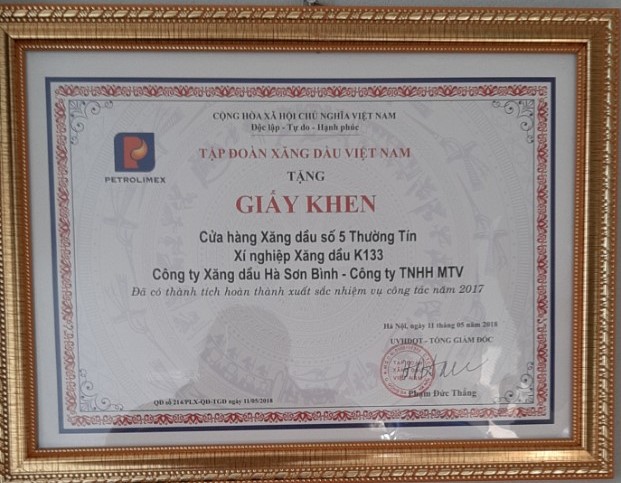 CỘNG HÒA XÃ HỘI CHỦ NGHĨA VIỆT NAM
Độc lập - Tự do - Hạnh phúc
PETROLIMEX
TẬP ĐOÀN XĂNG DẦU VIỆT NAM
TẶNG
GIẤY KHEN
Cửa hàng Xăng dầu số 5 Thường Tín
Xí nghiệp Xăng dầu K133
Công ty Xăng dầu Hà Sơn Bình - Công ty TNHH MTV
Đã có thành tích hoàn thành xuất sắc nhiệm vụ công tác năm 2017
Hà Nội, ngày 11 tháng 05 năm 2018
UVHĐQT - TỔNG GIÁM ĐỐC
Phạm Đức Thắng
QĐ số 214/PLX-QĐ-TGĐ ngày 11/05/2018